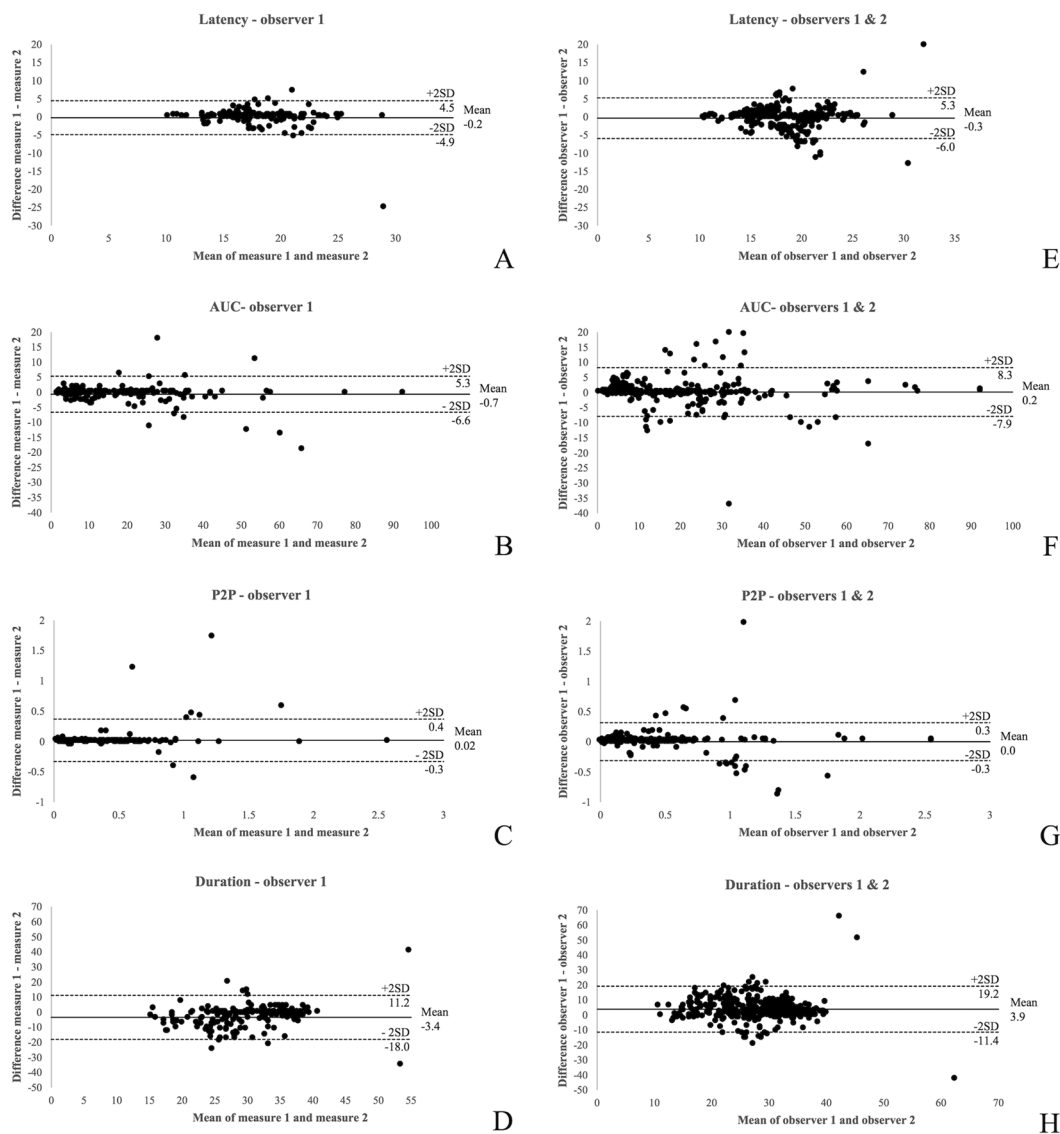 Latency - observer 1
Difference measure 1 - measure 2
20
15
10
5
0
-5
-10
-15
-20
-25
-30
+2SD
4.5
Mean
-0.2
-2SD
-4.9
0 5 10 15 20 25 30
Mean of measure 1 and measure 2
A
Latency - observers 1 & 2
Difference observer 1 - observer 2
20
15
10
5
0
-5
-10
-15
-20
-25
-30
+2SD
5.3
Mean
-0.3
-2SD
-6.0
0 5 10 15 20 25 30 35
Mean of observer 1 and observer 2
E
AUC- observer 1
Difference measure 1 - measure 2
20
15
10
5
0
-5
-10
-15
-20
-25
-30
-35
-40
+2SD
5.3
Mean
-0.7
- 2SD
-6.6
0 10 20 30 40 50 60 70 80 90 100
Mean of measure 1 and measure 2
B
AUC - observers 1 & 2
Difference observer 1 - observer 2
20
15
10
5
0
-5
-10
-15
-20
-25
-30
-35
-40
+2SD
8.3
Mean
0.2
-2SD
-7.9
0 10 20 30 40 50 60 70 80 90 100
Mean of observer 1 and observer 2
F
P2P - observer 1
Difference measure 1 - measure 2
2
1.5
1
0.5
0
-0.5
-1
+2SD
0.4
Mean
0.02
- 2SD
-0.3
0 0.5 1 1.5 2 2.5 3
Mean of measure 1 and measure 2
C
P2P - observers 1 & 2
Difference observer 1 - observer 2
2
1.5
1
0.5
0
-0.5
-1
+2SD
0.3
Mean
0.0
- 2SD
-0.3
0 0.5 1 1.5 2 2.5 3
Mean of observer 1 and observer 2
G
Duration - observer 1
Difference measure 1 - measure 2
70
60
50
40
30
20
10
0
-10
-20
-30
-40
-50
+2SD
11.2
Mean
-3.4
- 2SD
-18.0
0 5 10 15 20 25 30 35 40 45 50 55
Mean of measure 1 and measure 2
D
Duration - observers 1 & 2
Difference observer 1 - observer 2
70
60
50
40
30
20
10
0
-10
-20
-30
-40
-50
+2SD
19.2
Mean
3.9
-2SD
-11.4
0 10 20 30 40 50 60 70
Mean of observer 1 and observer 2
H